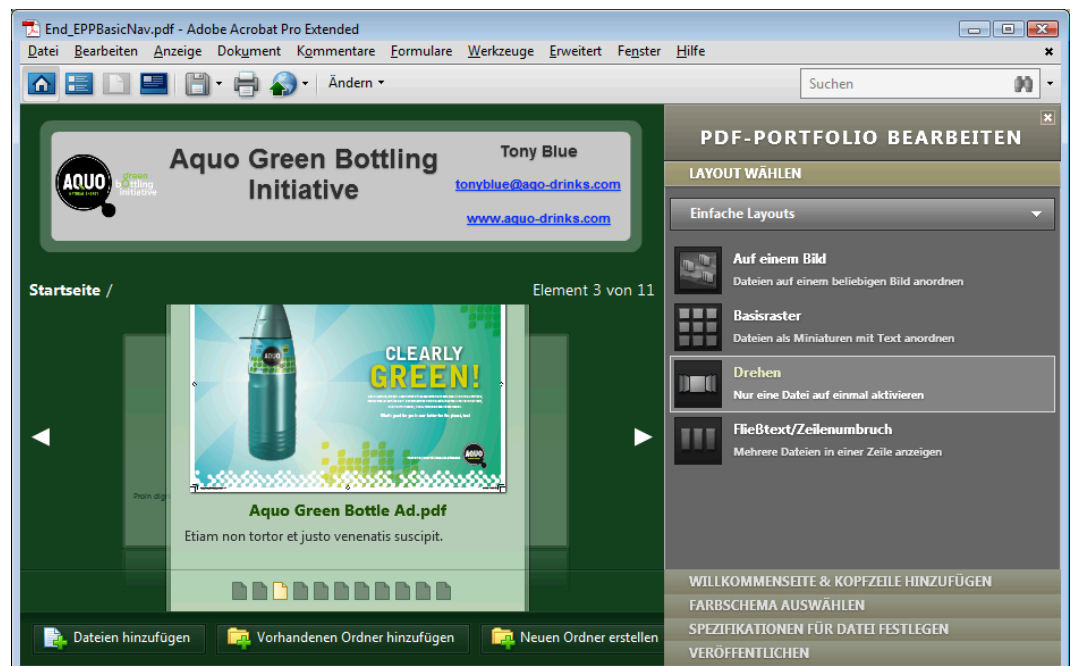 End_EPPBasicNav.pdf - Adobe Acrobat Pro Extended
Datei Bearbeiten Anzeige Dokument Kommentare Formulare Werkzeuge Erweitert Fenster Hilfe
Ändern
Suchen
AQUO
green
bottling
initiative
Aquo Green Bottling
Initiative
Tony Blue
tonyblue@aqo-drinks.com
www.aquo-drinks.com
Startseite /
Element 3 von 11
AQUO
CLEARLY
GREEN!
AQUO
Proin dig
Aquo Green Bottle Ad.pdf
Etiam non tortor et justo venenatis suscipit.
Dateien hinzufügen
Vorhandenen Ordner hinzufügen
Neuen Ordner erstellen
PDF-PORTFOLIO BEARBEITEN
LAYOUT WÄHLEN
Einfache Layouts
Auf einem Bild
Dateien auf einem beliebigen Bild anordnen
Basisraster
Dateien als Miniaturen mit Text anordnen
Drehen
Nur eine Datei auf einmal aktivieren
Fließtext/Zeilenumbruch
Mehrere Dateien in einer Zeile anzeigen
WILLKOMMENSEITE & KOPFZEILE HINZUFÜGEN
FARBSCHEMA AUSWÄHLEN
SPEZIFIKATIONEN FÜR DATEI FESTLEGEN
VERÖFFENTLICHEN